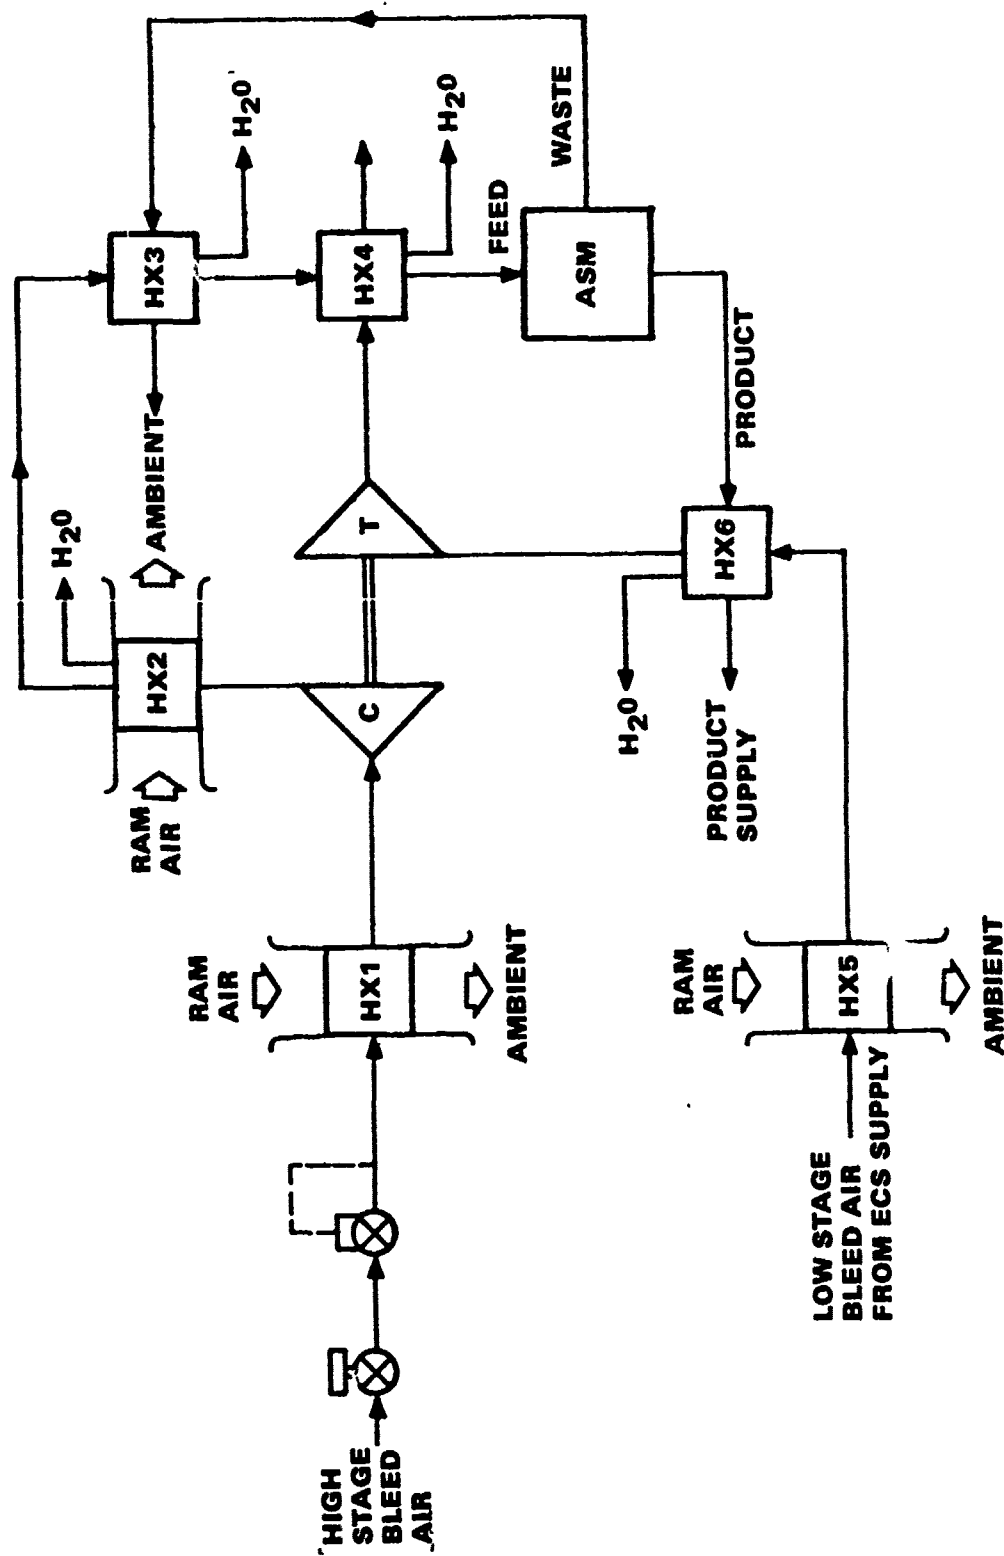 HIGH
STAGE
BLEED
AIR
RAM
AIR
HX1
AMBIENT
C
T
RAM
AIR
HX2
H2O
AMBIENT
HX3
H2O
HX4
H2O
FEED
ASM
WASTE
PRODUCT
HX6
H2O
PRODUCT
SUPPLY
LOW STAGE
BLEED AIR
FROM ECS SUPPLY
RAM
AIR
HX5
AMBIENT